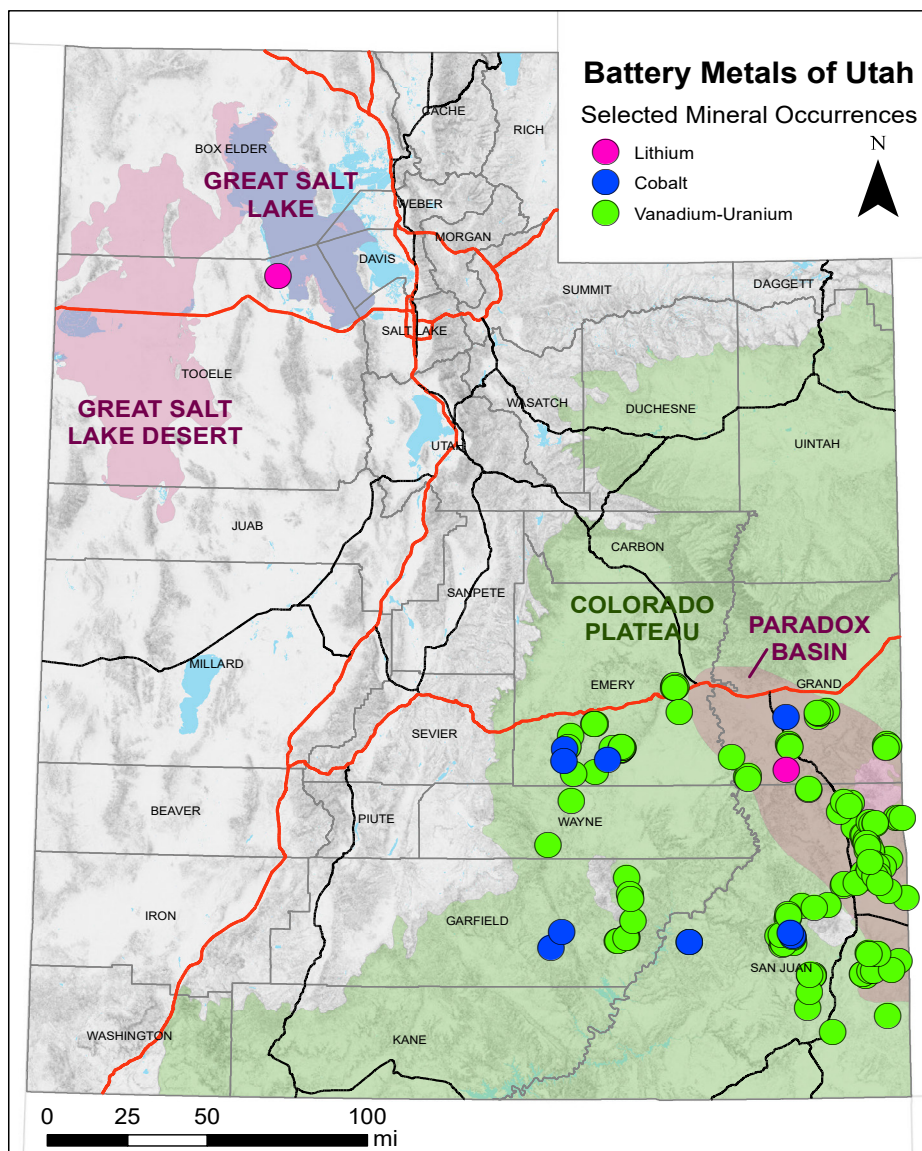 Battery Metals of Utah
Selected Mineral Occurrences
Lithium
Cobalt
Vanadium-Uranium
N
CACHE
RICH
BOX ELDER
GREAT SALT
LAKE
WEBER
MORGAN
DAVIS
SUMMIT
DAGGETT
SALT LAKE
TOOELE
GREAT SALT
LAKE DESERT
WASATCH
DUCHESNE
UTAH
UINTAH
JUAB
CARBON
SANPETE
COLORADO
PLATEAU
PARADOX
BASIN
MILLARD
EMERY
GRAND
SEVIER
BEAVER
PIUTE
WAYNE
IRON
GARFIELD
SAN JUAN
WASHINGTON
KANE
0 25 50 100
mi